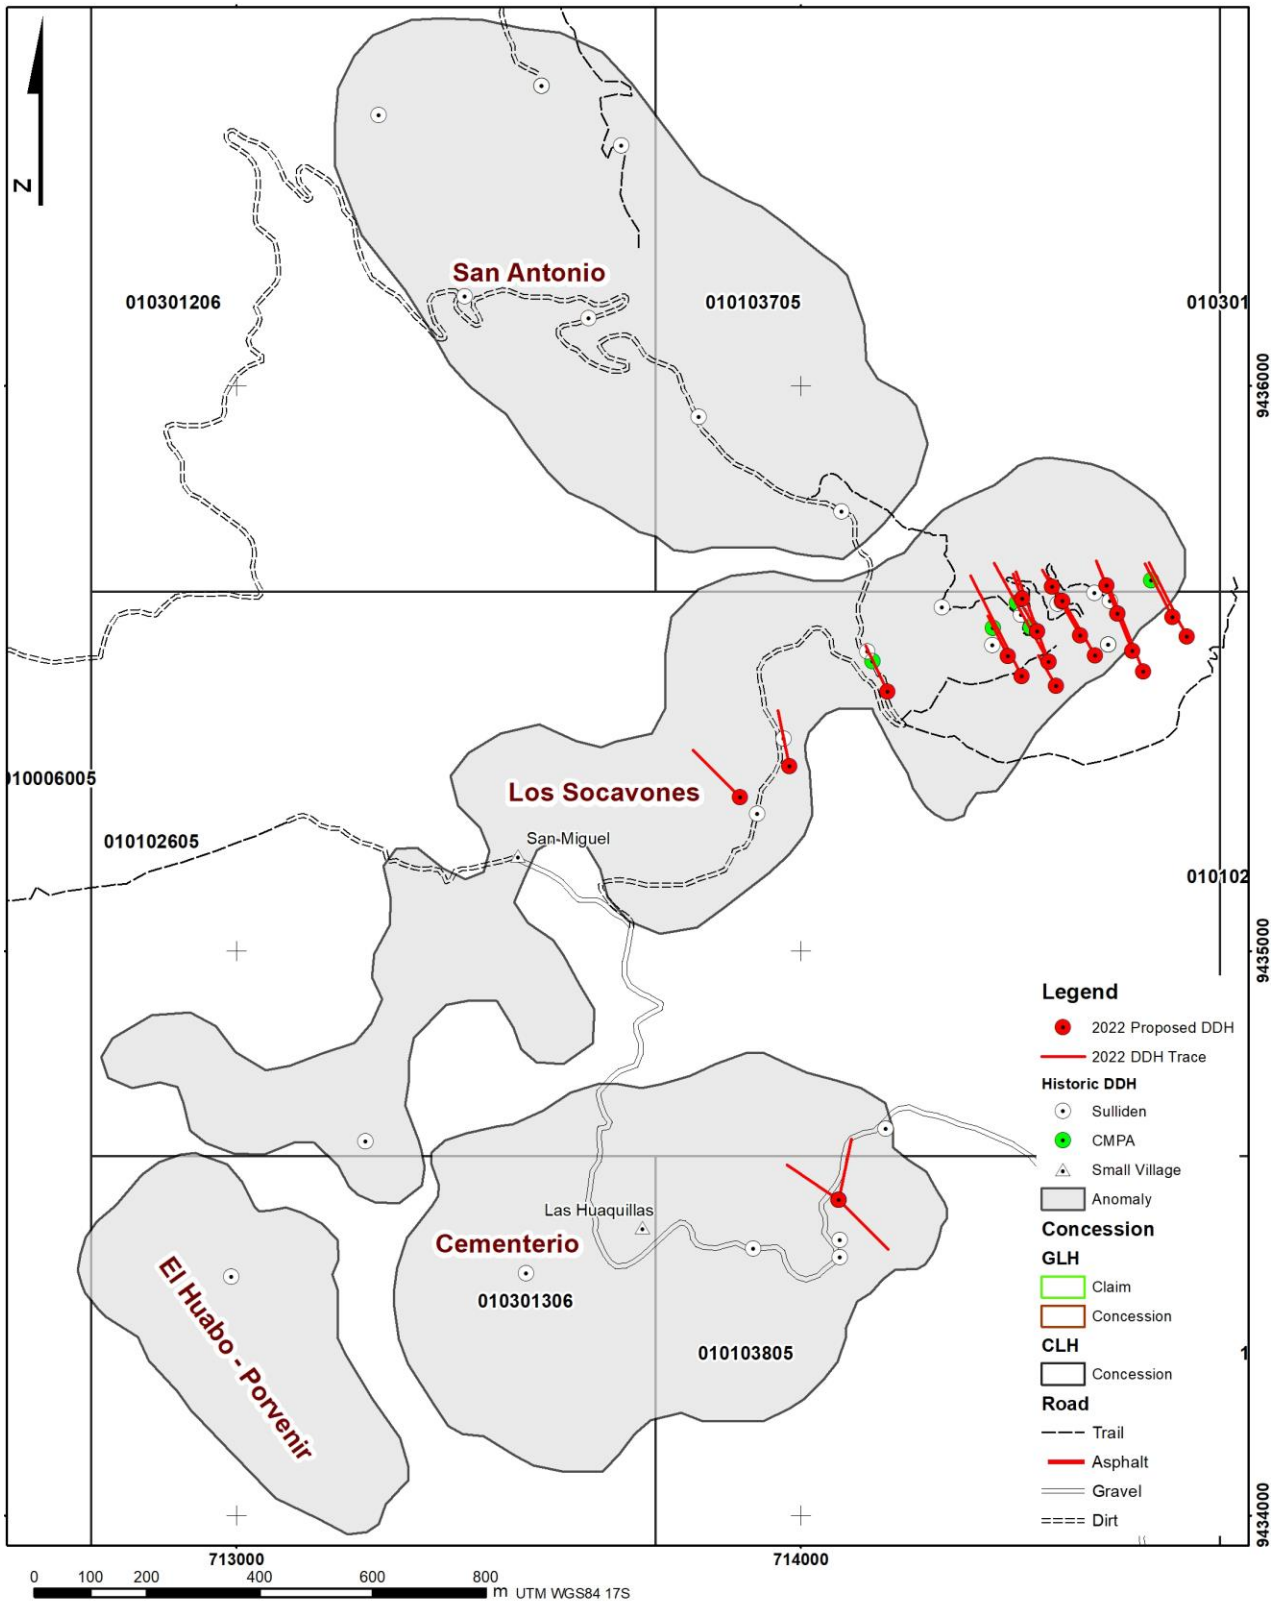 Z
San Antonio
010301206
010103705
010301
9436000
Los Socavones
010006005
San Miguel
010102605
010102
9435000
Legend
2022 Proposed DDH
2022 DDH Trace
Historic DDH
Sulliden
CMPA
Small Village
Anomaly
Concession
GLH
Claim
Concession
CLH
Concession
Road
Trail
Asphalt
Gravel
Dirt
Las Huaquillas
Cementerio
El Huabo - Porvenir
010301306
010103805
1
9434000
713000
714000
0 100 200 400 600 800
m UTM WGS84 17S